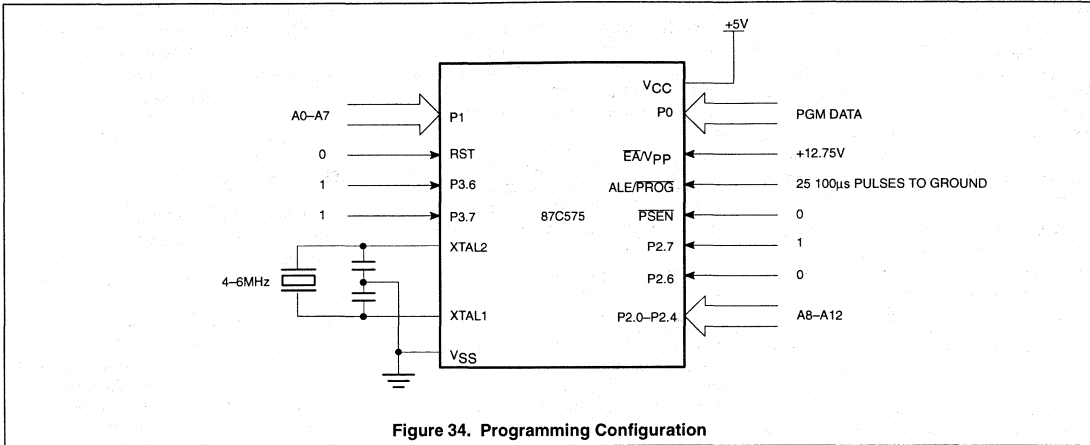 +5V
VCC
A0–A7
P1
P0
PGM DATA
0
RST
EA/VPP
+12.75V
1
P3.6
ALE/PROG
25 100µs PULSES TO GROUND
1
P3.7
87C575
PSEN
0
XTAL2
P2.7
1
4–6MHz
P2.6
0
XTAL1
P2.0–P2.4
A8–A12
VSS
Figure 34. Programming Configuration